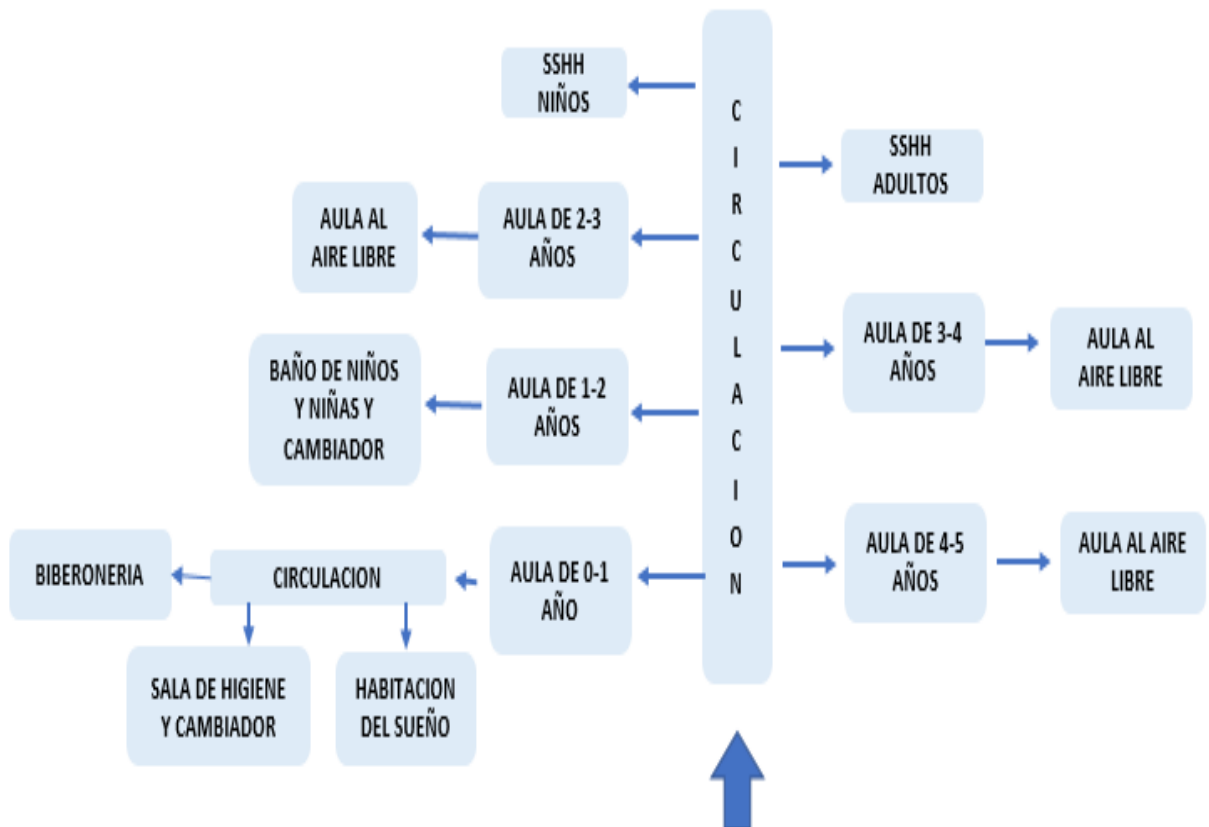 SSHH
NIÑOS
C
I
R
C
U
L
A
C
I
O
N
SSHH
ADULTOS
AULA AL
AIRE LIBRE
AULA DE 2-3
AÑOS
AULA DE 3-4
AÑOS
AULA AL
AIRE LIBRE
BAÑO DE NIÑOS
Y NIÑAS Y
CAMBIADOR
AULA DE 1-2
AÑOS
BIBERONERIA
CIRCULACION
AULA DE 0-1
AÑO
AULA DE 4-5
AÑOS
AULA AL AIRE
LIBRE
SALA DE HIGIENE
Y CAMBIADOR
HABITACION
DEL SUEÑO